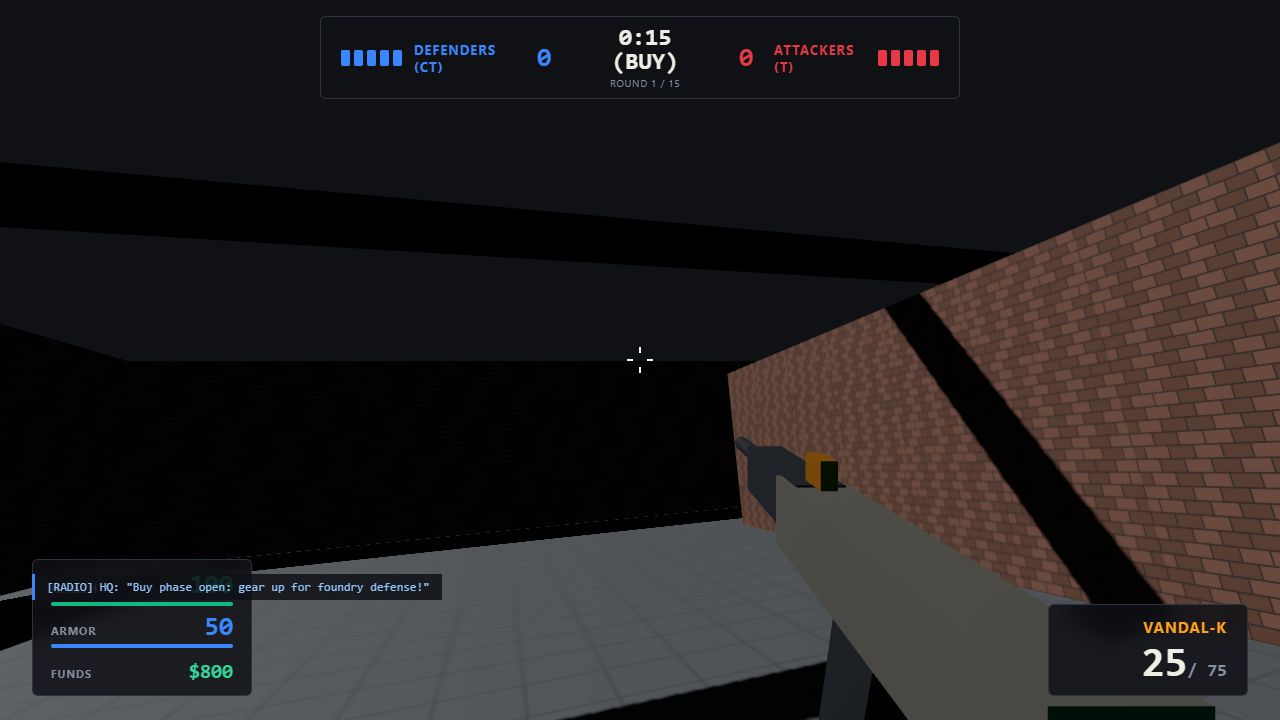 DEFENDERS
(CT)
0
0:15
(BUY)
ROUND 1 / 15
0
ATTACKERS
(T)
100
[RADIO] HQ: "Buy phase open: gear up for foundry defense!"
ARMOR
50
FUNDS
$800
VANDAL-K
25/ 75